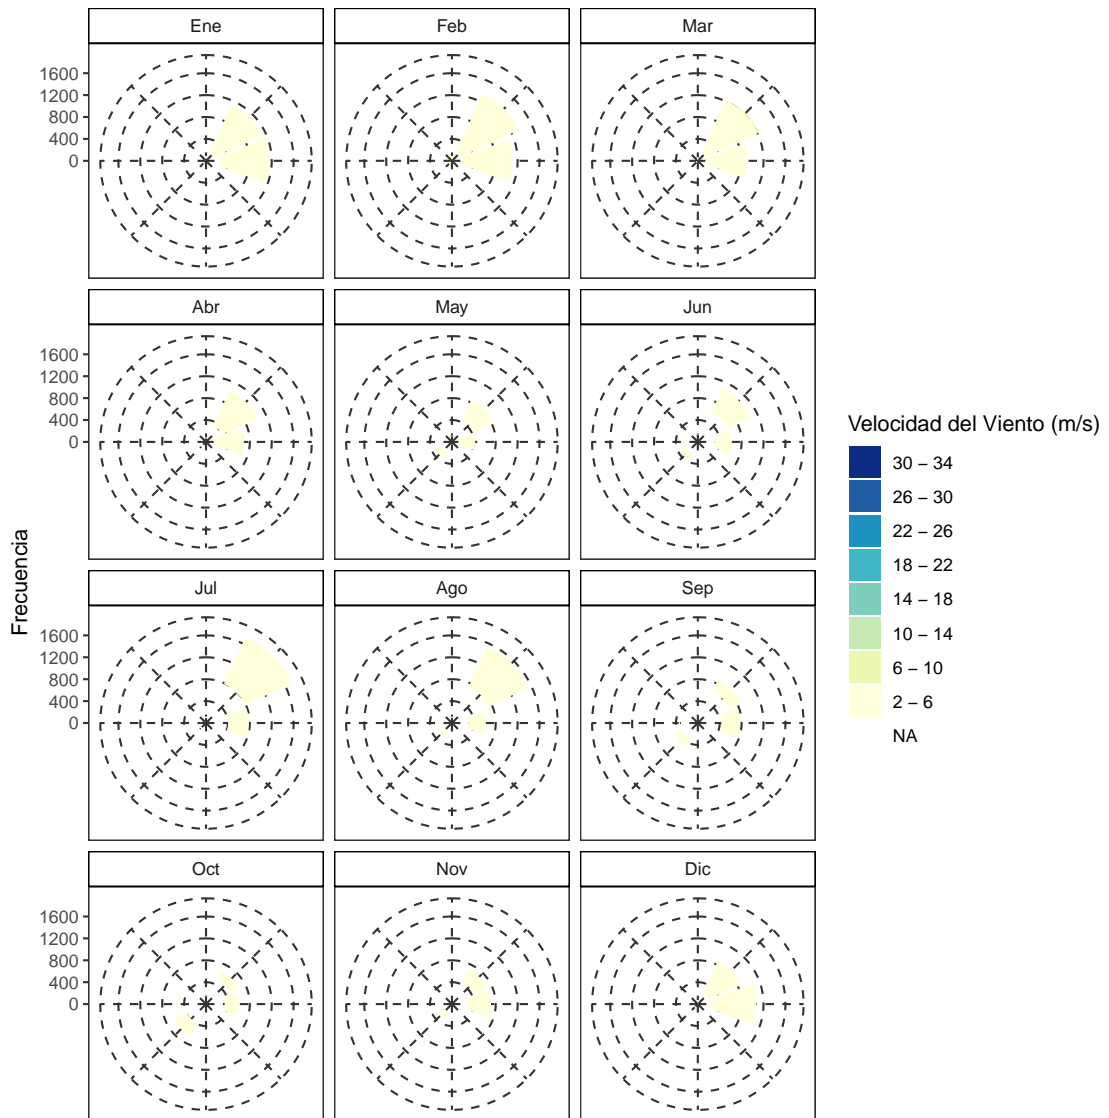 Ene
Feb
Mar
1600
1200
800
400
0
Abr
May
Jun
1600
1200
800
400
0
Jul
Ago
Sep
1600
1200
800
400
0
Oct
Nov
Dic
1600
1200
800
400
0
Frecuencia
Velocidad del Viento (m/s)
30 – 34
26 – 30
22 – 26
18 – 22
14 – 18
10 – 14
6 – 10
2 – 6
NA